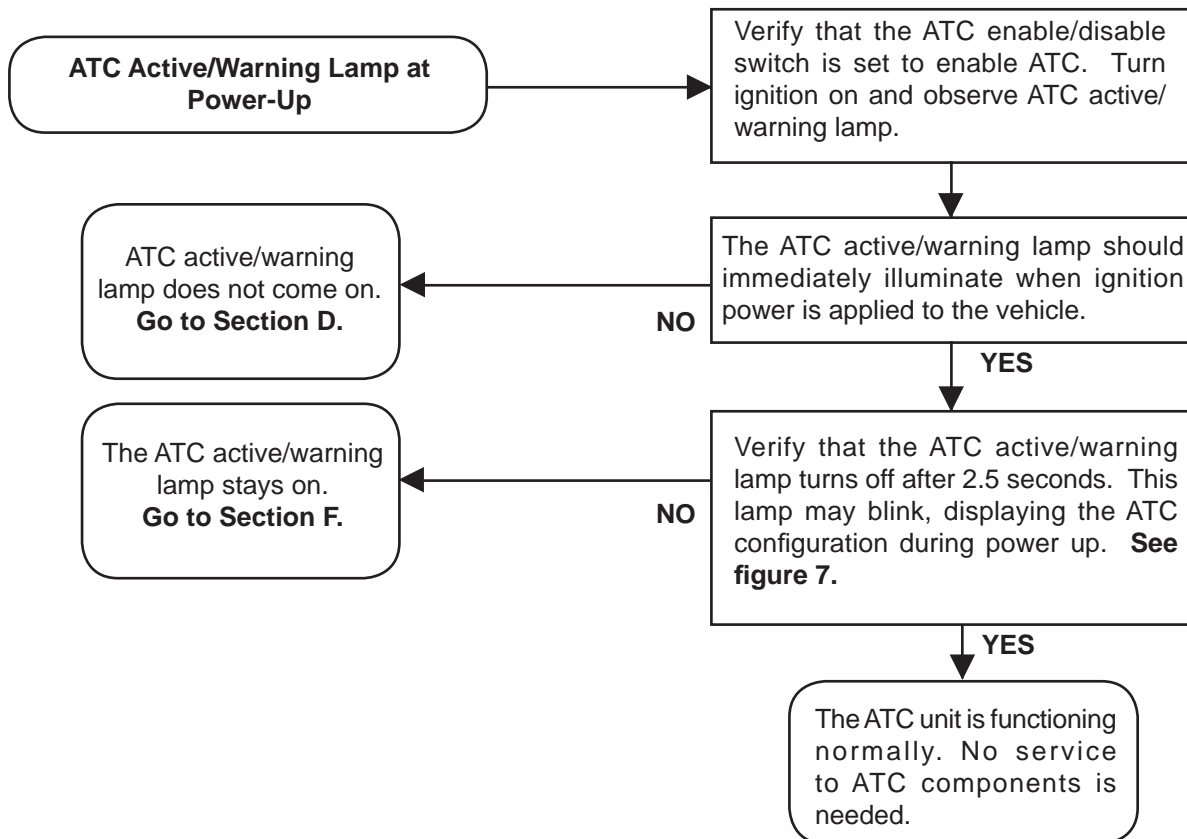 ATC Active/Warning Lamp at
Power-Up
Verify that the ATC enable/disable
switch is set to enable ATC. Turn
ignition on and observe ATC active/
warning lamp.
ATC active/warning
lamp does not come on.
Go to Section D.
NO
The ATC active/warning lamp should
immediately illuminate when ignition
power is applied to the vehicle.
YES
The ATC active/warning
lamp stays on.
Go to Section F.
NO
Verify that the ATC active/warning
lamp turns off after 2.5 seconds. This
lamp may blink, displaying the ATC
configuration during power up. See
figure 7.
YES
The ATC unit is functioning
normally. No service
to ATC components is
needed.